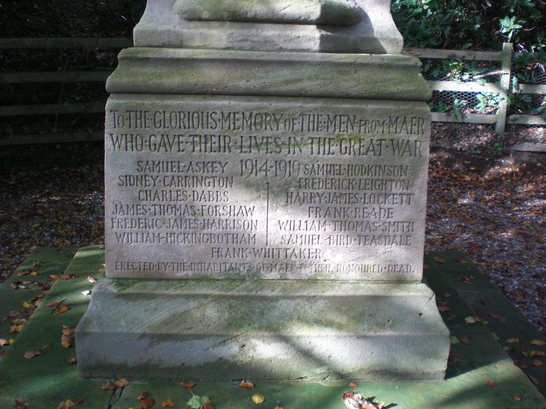 TO·THE·GLORIOUS·MEMORY·OF·THE·MEN·FROM·MAER
WHO·GAVE·THEIR·LIVES·IN·THE·GREAT·WAR
SAMUEL·ASKEY 1914-1919 SAMUEL·HODKINSON
SIDNEY·CARRINGTON FREDERICK·LEIGHTON
CHARLES·DABBS HARRY·JAMES·LOCKETT
JAMES·THOMAS·FORSHAW FRANK·READE
FREDERIC·JAMES·HARRISON WILLIAM·THOMAS·SMITH
WILLIAM·HICKINGBOTHAM SAMUEL·BIRD·TEASDALE
FRANK·WHITTAKER
ERECTED·BY·THE·INHABITANTS·OF·MAER HONOURED·DEAD